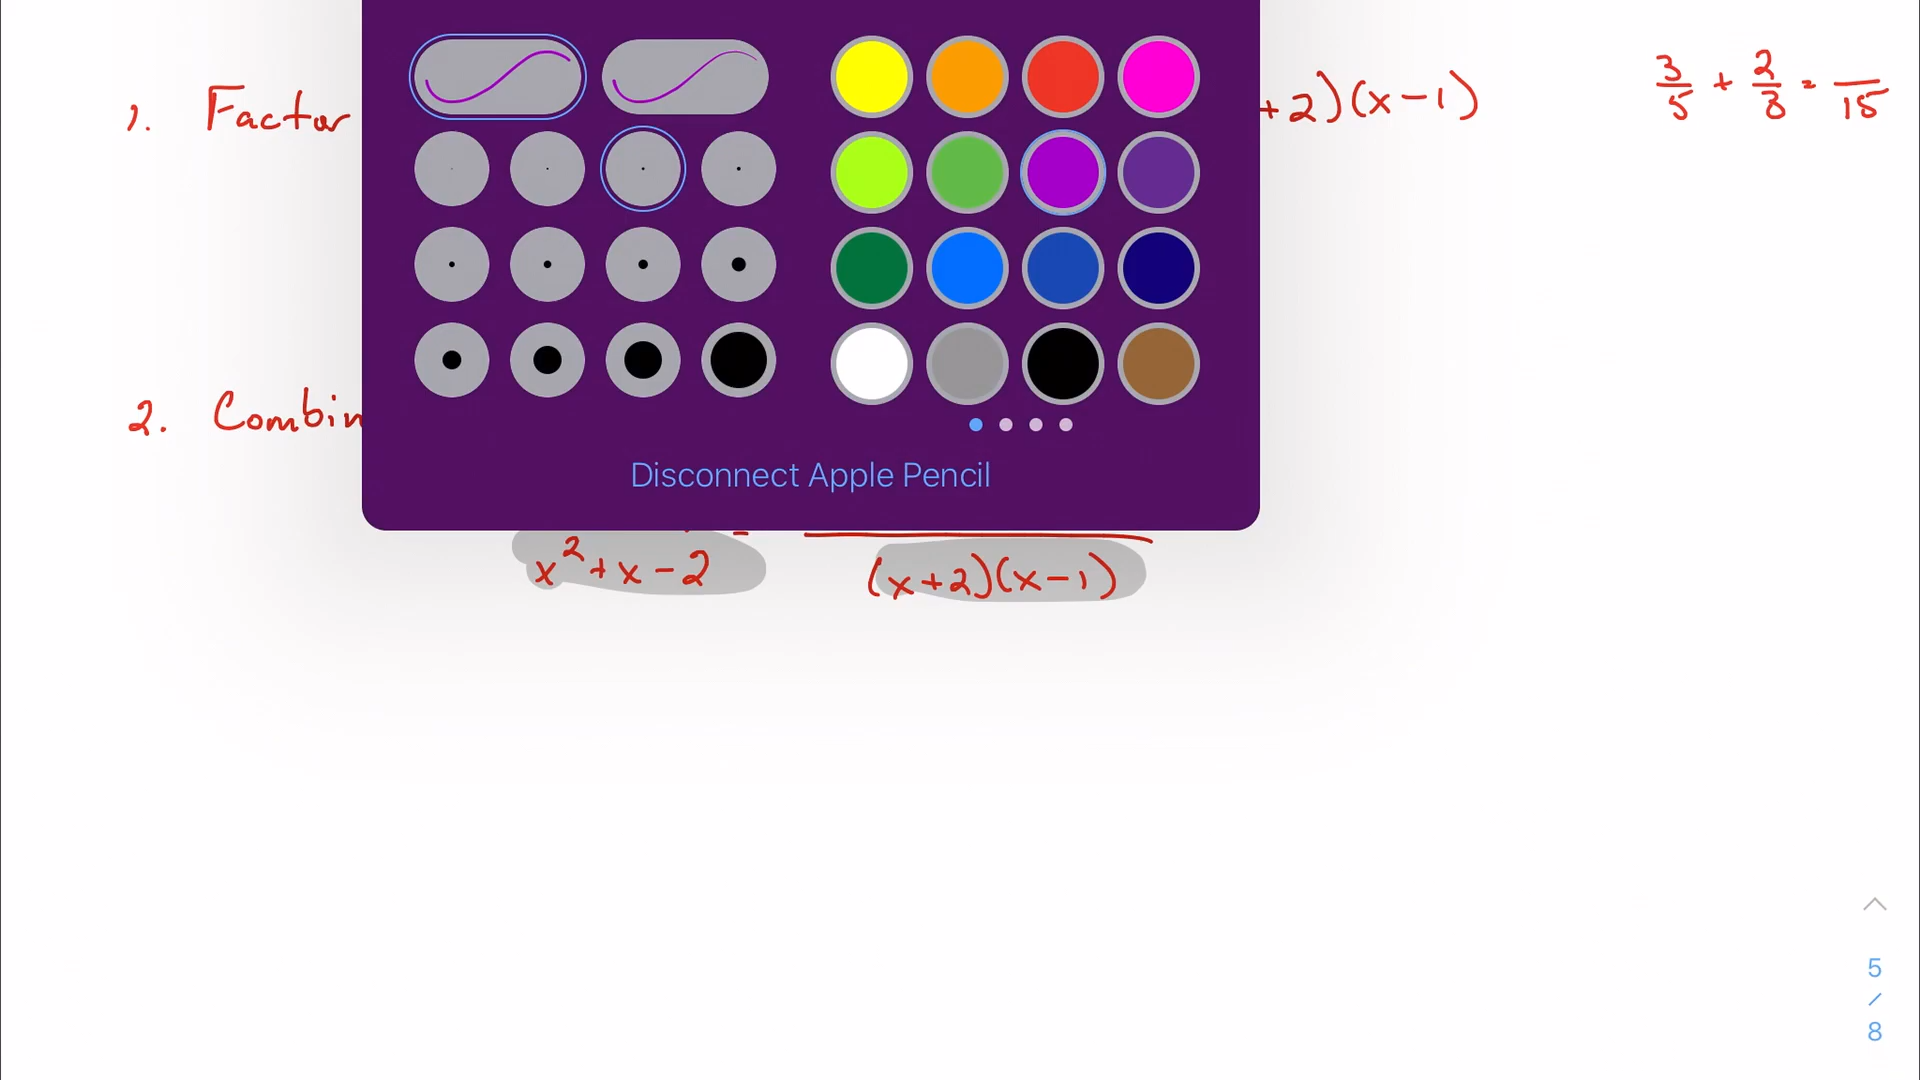 1. Factor
+2)(x-1)
3/5 + 2/3 = /15
2. Combin
Disconnect Apple Pencil
x²+x-2
=
(x+2)(x-1)
5
/
8